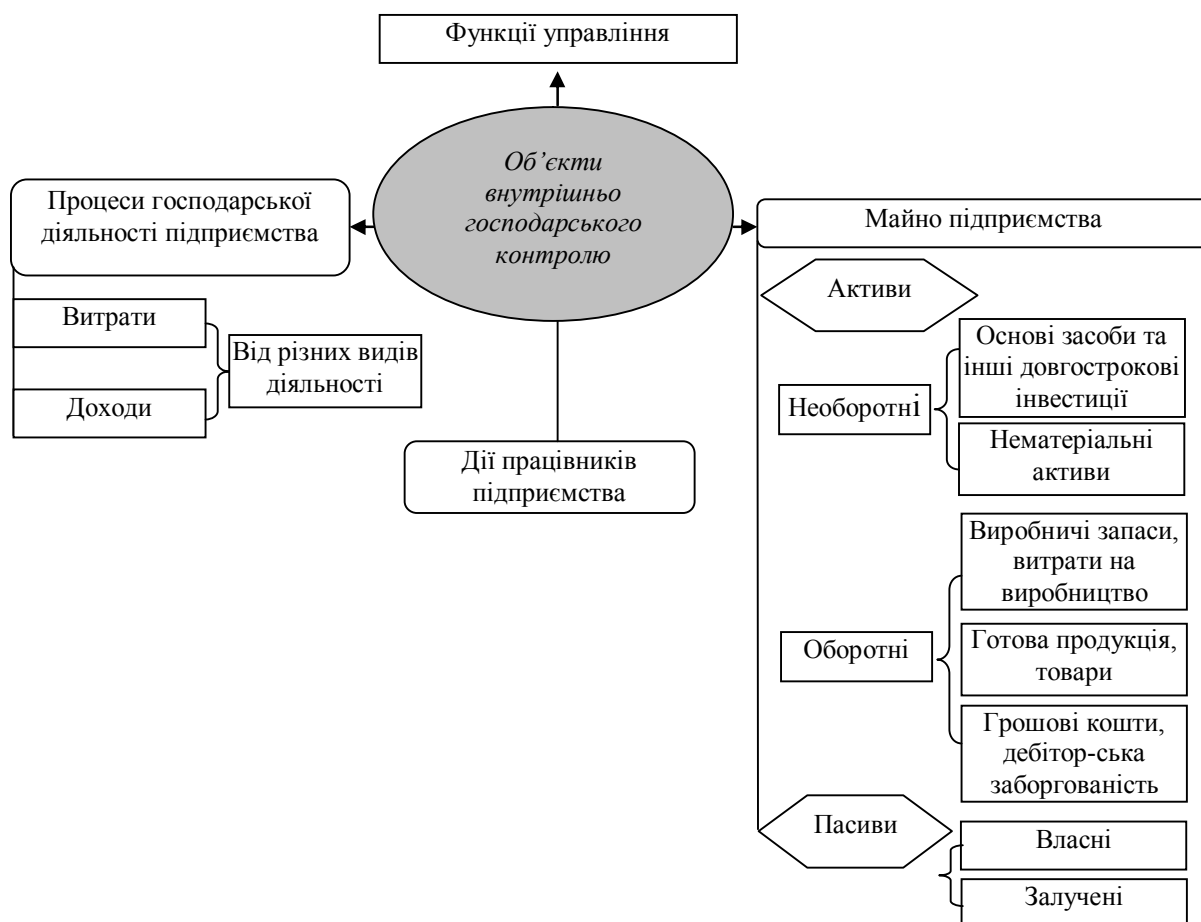 Функції управління
Об’єкти
внутрішньо
господарського
контролю
Процеси господарської
діяльності підприємства
Витрати
Доходи
Від різних видів
діяльності
Дії працівників
підприємства
Майно підприємства
Активи
Необоротні
Основі засоби та
інші довгострокові
інвестиції
Нематеріальні
активи
Оборотні
Виробничі запаси,
витрати на
виробництво
Готова продукція,
товари
Грошові кошти,
дебітор-ська
заборгованість
Пасиви
Власні
Залучені